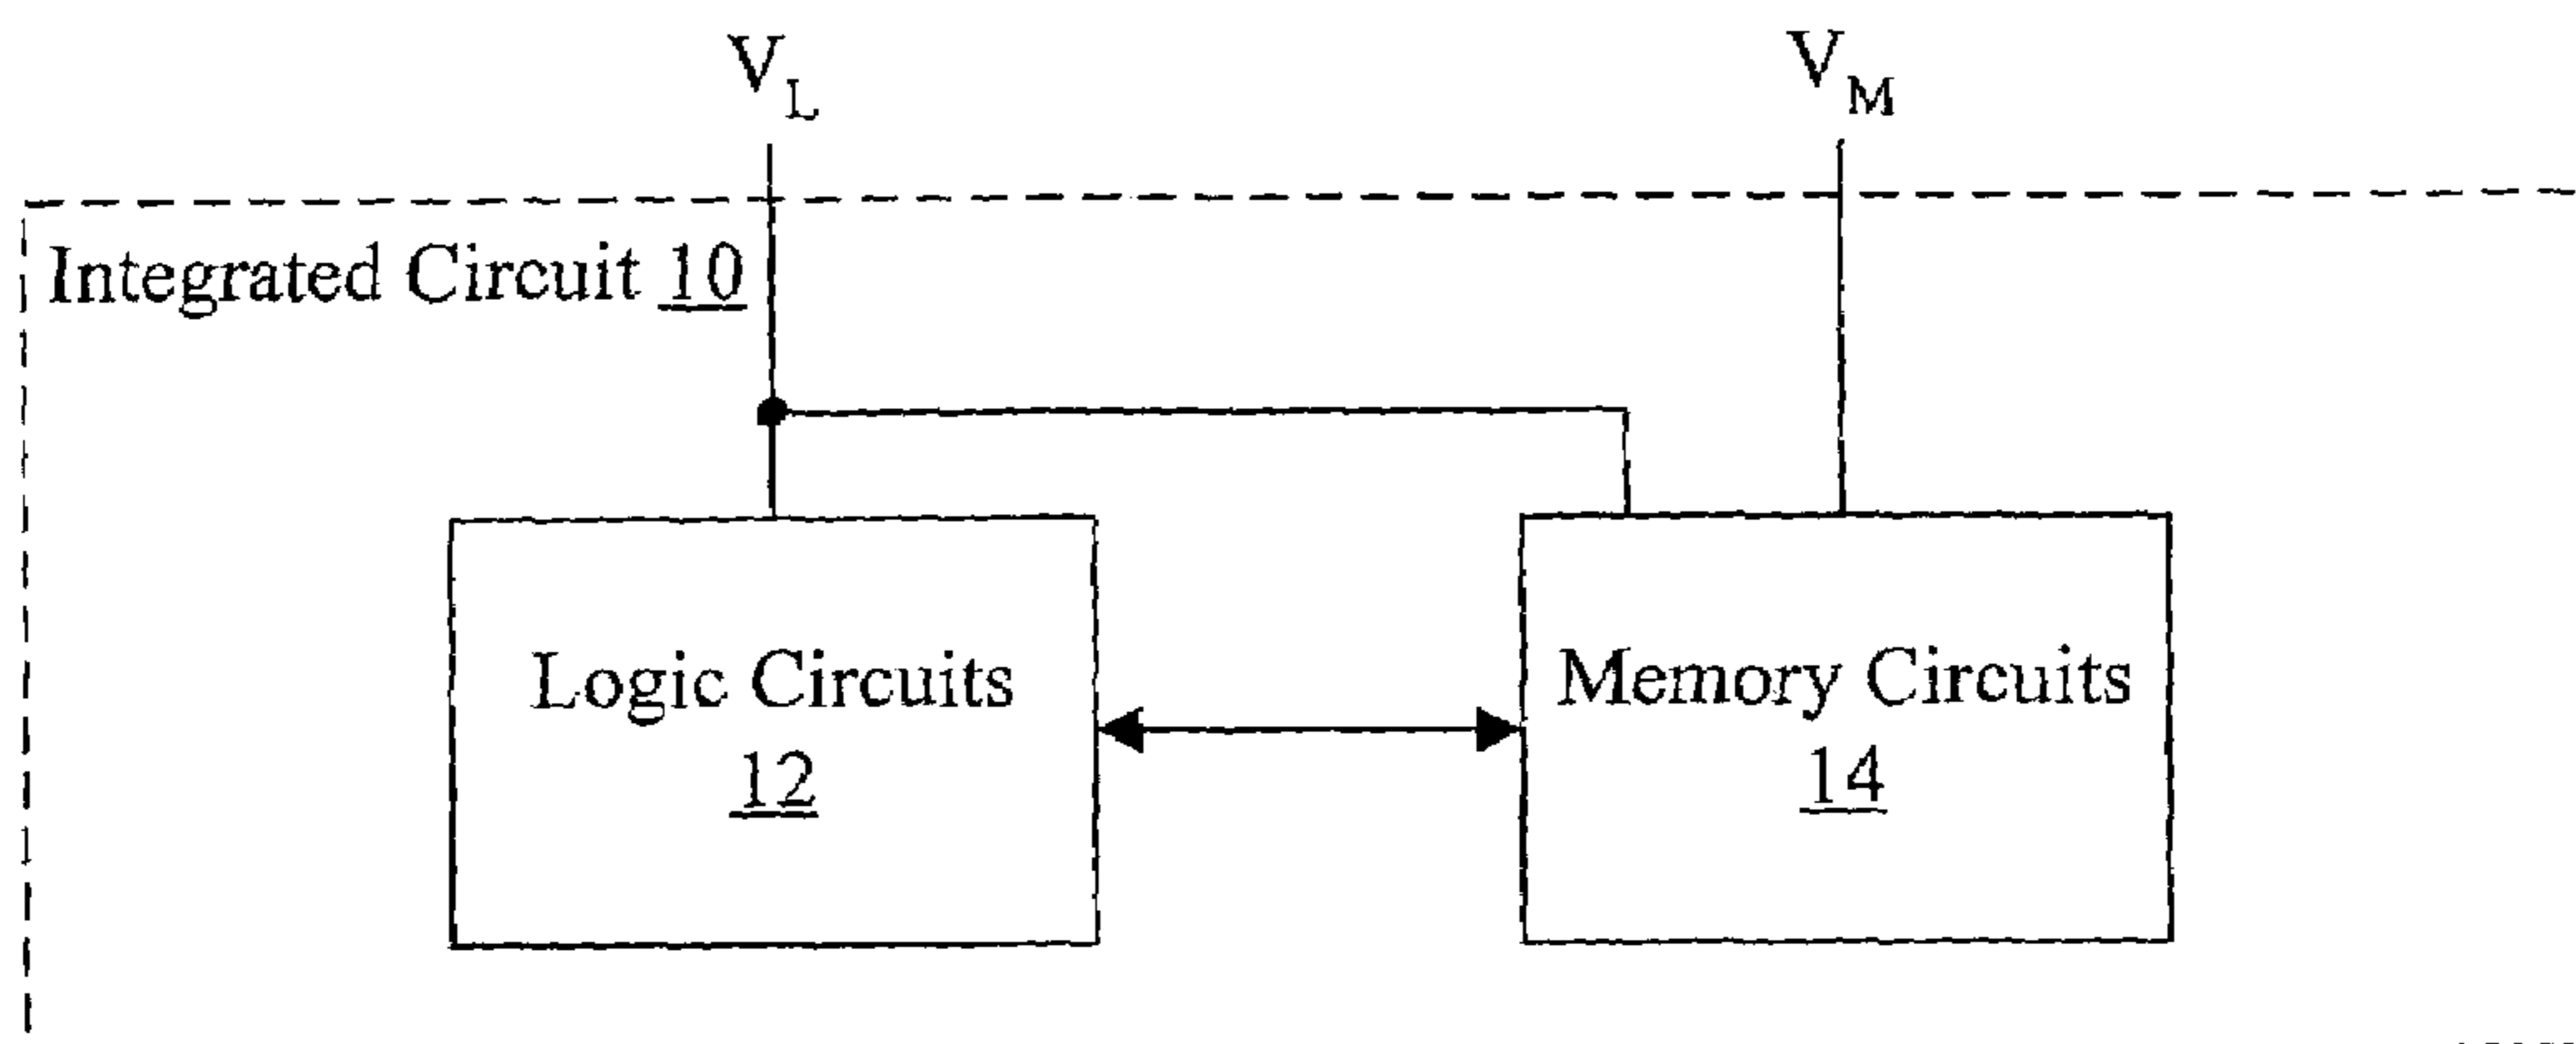 V_L
V_M
Integrated Circuit 10
Logic Circuits
12
Memory Circuits
14